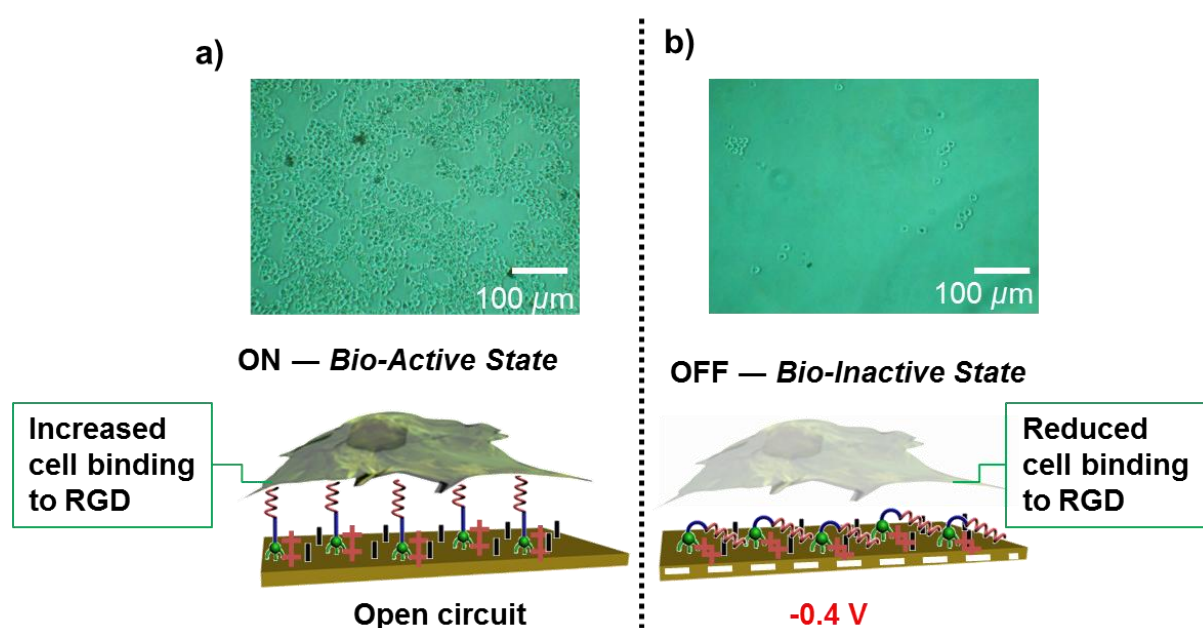 a)
100 µm
ON — Bio-Active State
Increased
cell binding
to RGD
Open circuit
b)
100 µm
OFF — Bio-Inactive State
Reduced
cell binding
to RGD
-0.4 V